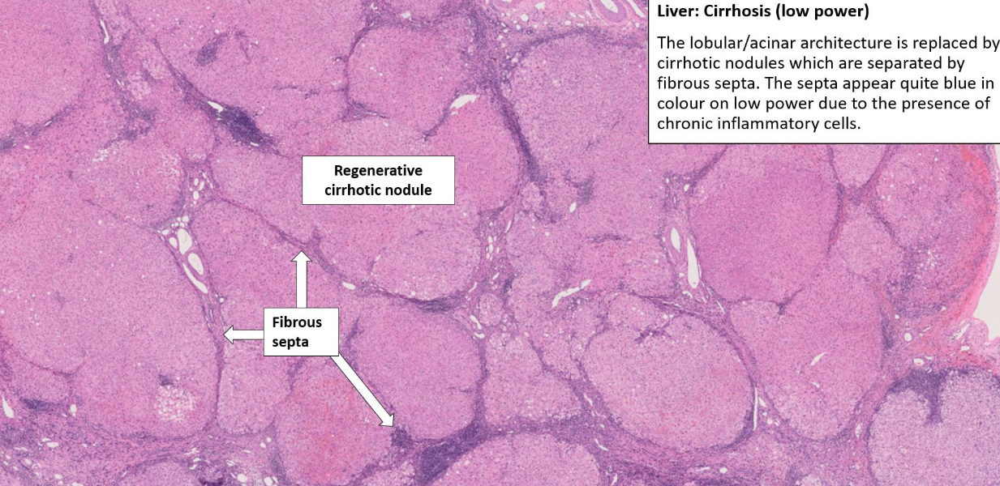 Liver: Cirrhosis (low power)
The lobular/acinar architecture is replaced by
cirrhotic nodules which are separated by
fibrous septa. The septa appear quite blue in
colour on low power due to the presence of
chronic inflammatory cells.
Regenerative
cirrhotic nodule
Fibrous
septa